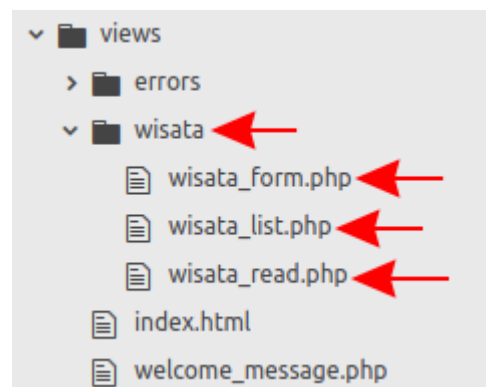 views
errors
wisata
wisata_form.php
wisata_list.php
wisata_read.php
index.html
welcome_message.php